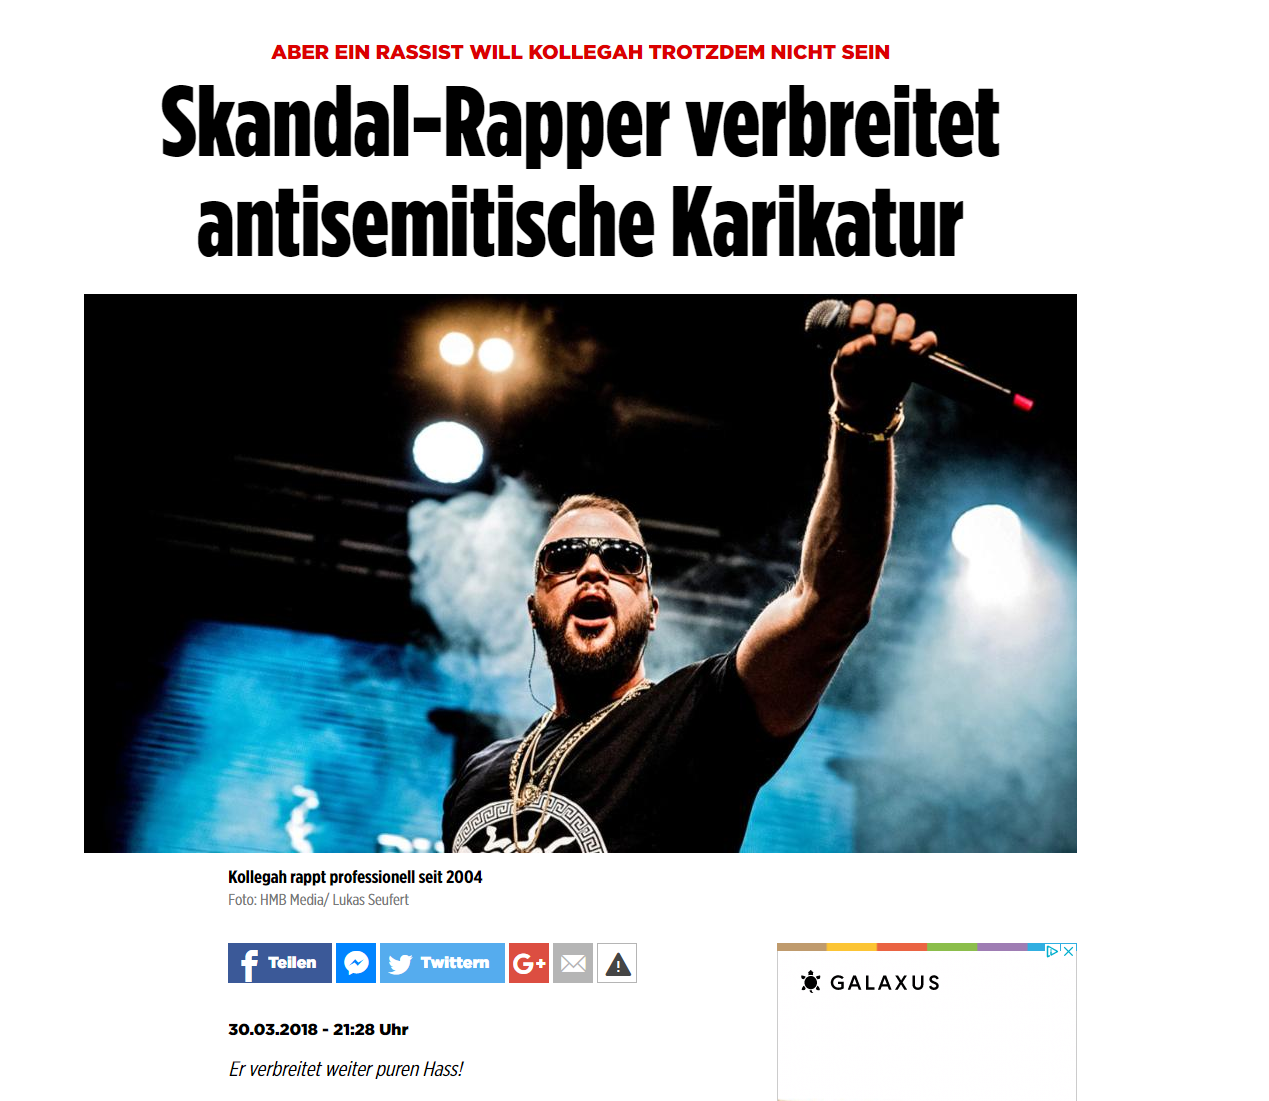 ABER EIN RASSIST WILL KOLLEGAH TROTZDEM NICHT SEIN
Skandal-Rapper verbreitet
antisemitische Karikatur
Kollegah rappt professionell seit 2004
Foto: HMB Media/ Lukas Seufert
Teilen
Twittern
G+
GALAXUS
30.03.2018 - 21:28 Uhr
Er verbreitet weiter puren Hass!